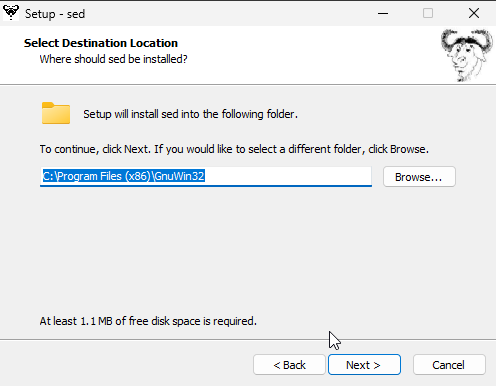 Setup - sed
Select Destination Location
Where should sed be installed?
Setup will install sed into the following folder.
To continue, click Next. If you would like to select a different folder, click Browse.
C:\Program Files (x86)\GnuWin32
Browse...
At least 1.1 MB of free disk space is required.
< Back
Next >
Cancel